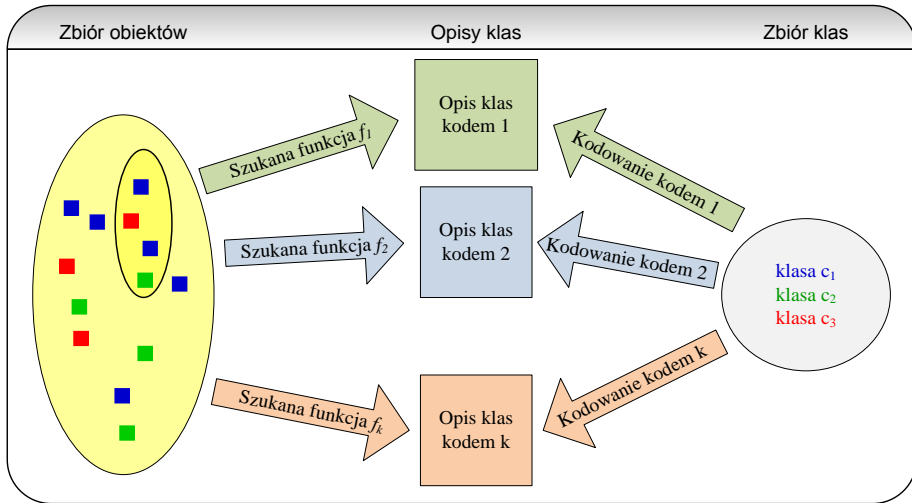 Zbiór obiektów
Opisy klas
Zbiór klas
Szukana funkcja f₁
Opis klas
kodem 1
Kodowanie kodem 1
Szukana funkcja f₂
Opis klas
kodem 2
Kodowanie kodem 2
klasa c₁
klasa c₂
klasa c₃
Szukana funkcja fₖ
Opis klas
kodem k
Kodowanie kodem k